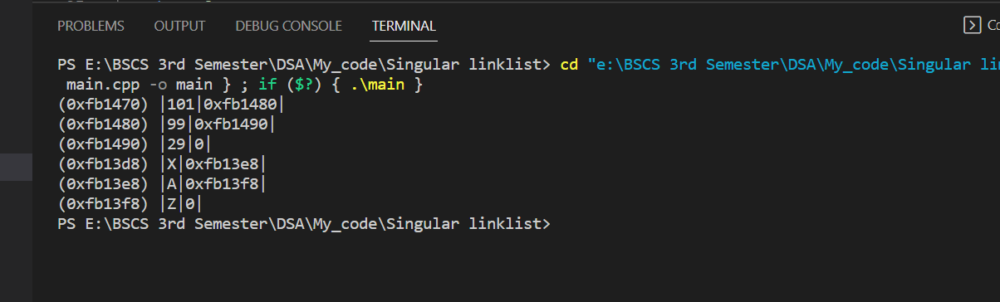 PROBLEMS OUTPUT DEBUG CONSOLE TERMINAL
PS E:\BSCS 3rd Semester\DSA\My_code\Singular linklist> cd "e:\BSCS 3rd Semester\DSA\My_code\Singular
main.cpp -o main } ; if ($?) { .\main }
(0xfb1470) |101|0xfb1480|
(0xfb1480) |99|0xfb1490|
(0xfb1490) |29|0|
(0xfb13d8) |X|0xfb13e8|
(0xfb13e8) |A|0xfb13f8|
(0xfb13f8) |Z|0|
PS E:\BSCS 3rd Semester\DSA\My_code\Singular linklist>